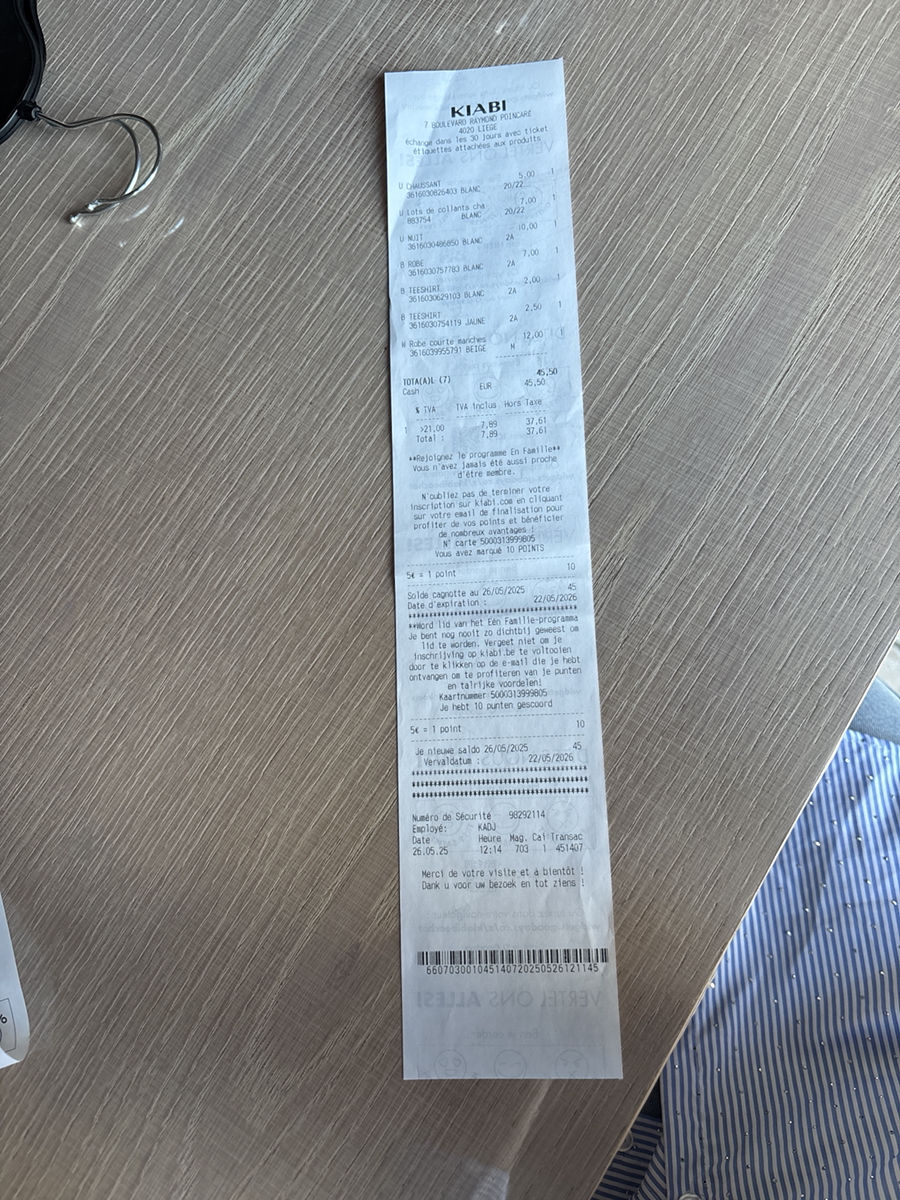 KIABI
7 BOULEVARD RAYMOND POINCARÉ
4020 LIEGE
échange dans les 30 jours avec ticket
étiquettes attachées aux produits
U CHAUSSANT 5,00 1
3616030826403 BLANC 20/22
U Lots de collants cha 7,00 1
883754 BLANC 20/22
U NUIT 10,00 1
3616030486850 BLANC 2A
B ROBE 7,00 1
3616030757783 BLANC 2A
B TEESHIRT 2,00 1
3616030629103 BLANC 2A
B TEESHIRT 2,50 1
3616030754119 JAUNE 2A
W Robe courte manches 12,00 1
3616039955791 BEIGE M
TOTA(A)L (7) 45,50
Cash EUR 45,50
% TVA TVA Inclus Hors Taxe
1 >21,00 7,89 37,61
Total : 7,89 37,61
**Rejoignez le programme En Famille**
Vous n'avez jamais été aussi proche
d'être membre.
N'oubliez pas de terminer votre
inscription sur kiabi.com en cliquant
sur votre email de finalisation pour
profiter de vos points et bénéficier
de nombreux avantages !
N° carte 5000313999805
Vous avez marqué 10 POINTS
5€ = 1 point 10
Solde cagnotte au 26/05/2025 45
Date d'expiration : 22/05/2026
****************************************
**Word lid van het Eén Familie-programma
Je bent nog nooit zo dichtbij geweest om
lid te worden. Vergeet niet om je
inschrijving op kiabi.be te voltooien
door te klikken op de e-mail die je hebt
ontvangen om te profiteren van je punten
en talrijke voordelen!
Kaartnummer 5000313999805
Je hebt 10 punten gescoord
5€ = 1 point 10
Je nieuwe saldo 26/05/2025 45
Vervaldatum : 22/05/2026
****************************************
****************************************
****************************************
Numéro de Sécurité 98292114
Employé: KADJ
Date Heure Mag. Cai Transac
26.05.25 12:14 703 1 451407
Merci de votre visite et à bientôt !
Dank u voor uw bezoek en tot ziens !
660703001045140720250526121145
VERTEL ONS ALLES!